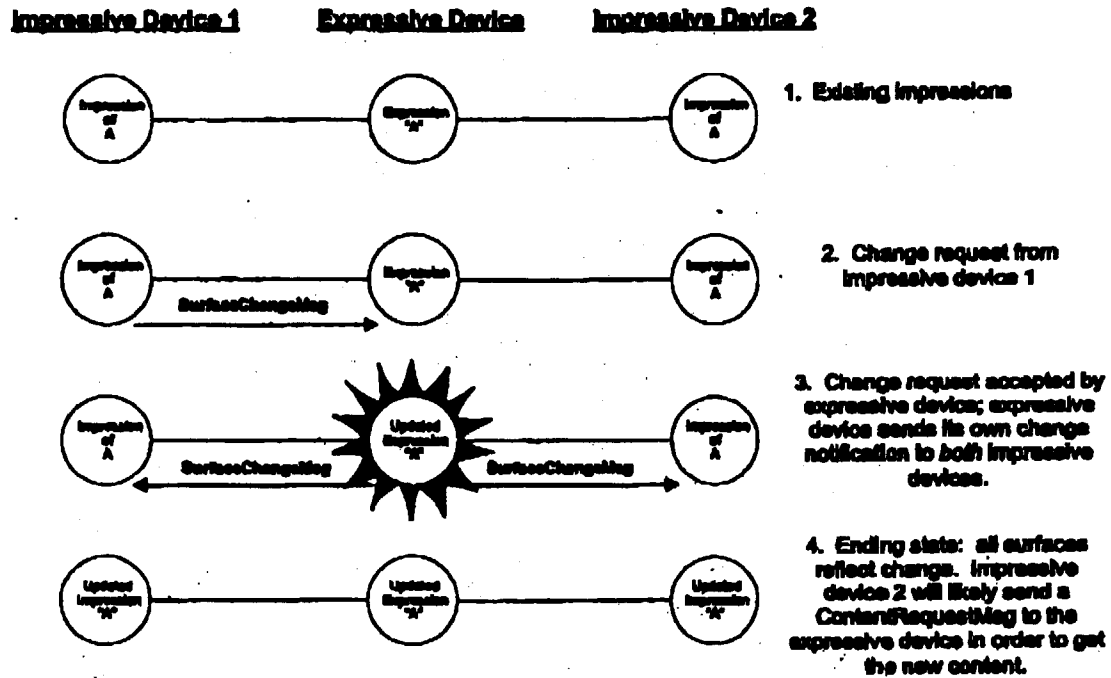 Impressive Device 1
Expressive Device
Impressive Device 2
Impression
of
A
Expression
"A"
Impression
of
A
1. Existing impressions
Impression
of
A
Expression
"A"
Impression
of
A
SurfaceChangeMsg
2. Change request from
impressive device 1
Impression
of
A
Updated
Expression
"A"
Impression
of
A
SurfaceChangeMsg
SurfaceChangeMsg
3. Change request accepted by
expressive device; expressive
device sends its own change
notification to both impressive
devices.
Updated
Impression
"A"
Updated
Expression
"A"
Updated
Impression
"A"
4. Ending state: all surfaces
reflect change. Impressive
device 2 will likely send a
ContentRequestMsg to the
expressive device in order to get
the new content.